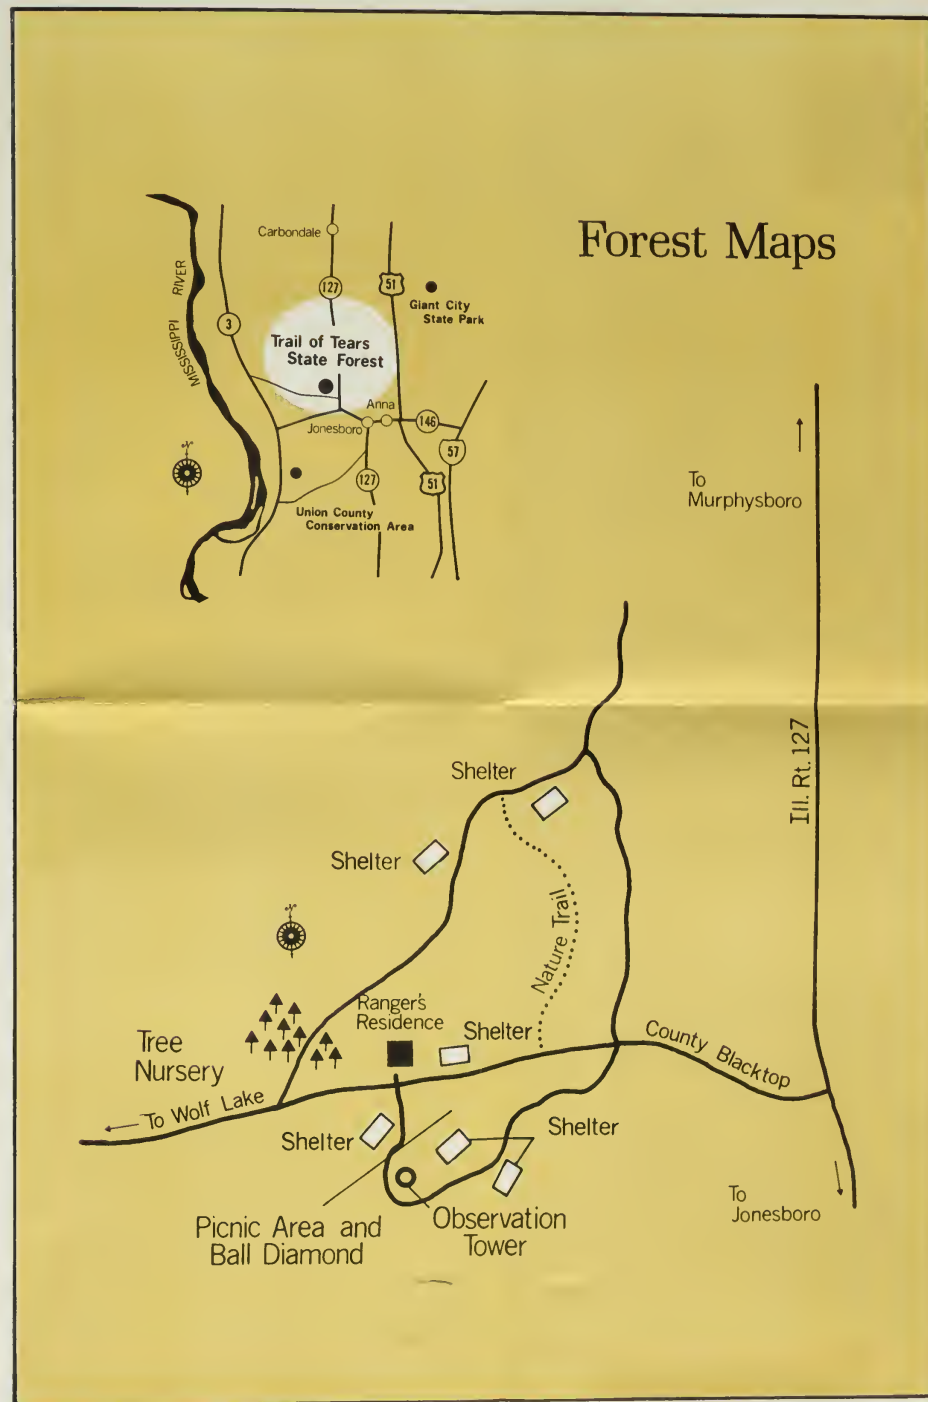 Forest Maps
Carbondale
MISSISSIPPI RIVER
127
51
3
Giant City
State Park
Trail of Tears
State Forest
Anna
Jonesboro
146
57
127
51
Union County
Conservation Area
N
To
Murphysboro
Ill. Rt. 127
Shelter
Shelter
Nature Trail
N
Ranger's
Residence
Shelter
Tree
Nursery
County Blacktop
To Wolf Lake
Shelter
Shelter
To
Jonesboro
Picnic Area and
Ball Diamond
Observation
Tower